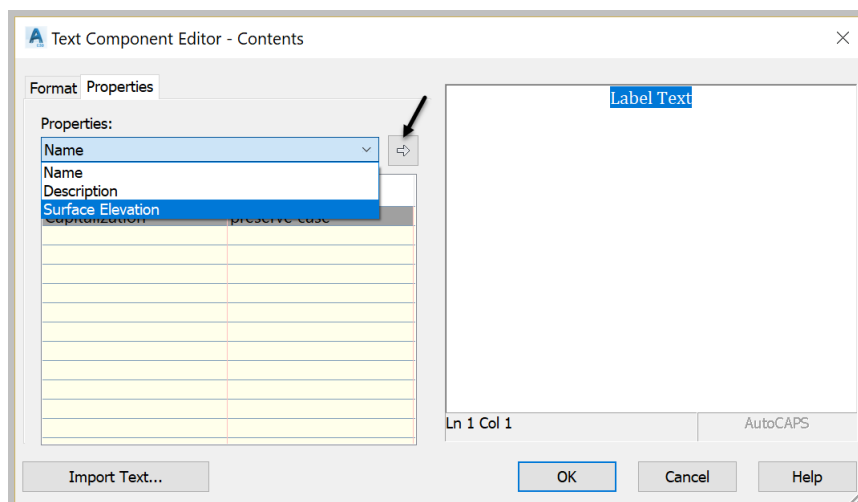 Text Component Editor - Contents
Format Properties
Properties:
Name
Name
Description
Surface Elevation
Capitalization preserve case
Label Text
Ln 1 Col 1 AutoCAPS
Import Text... OK Cancel Help